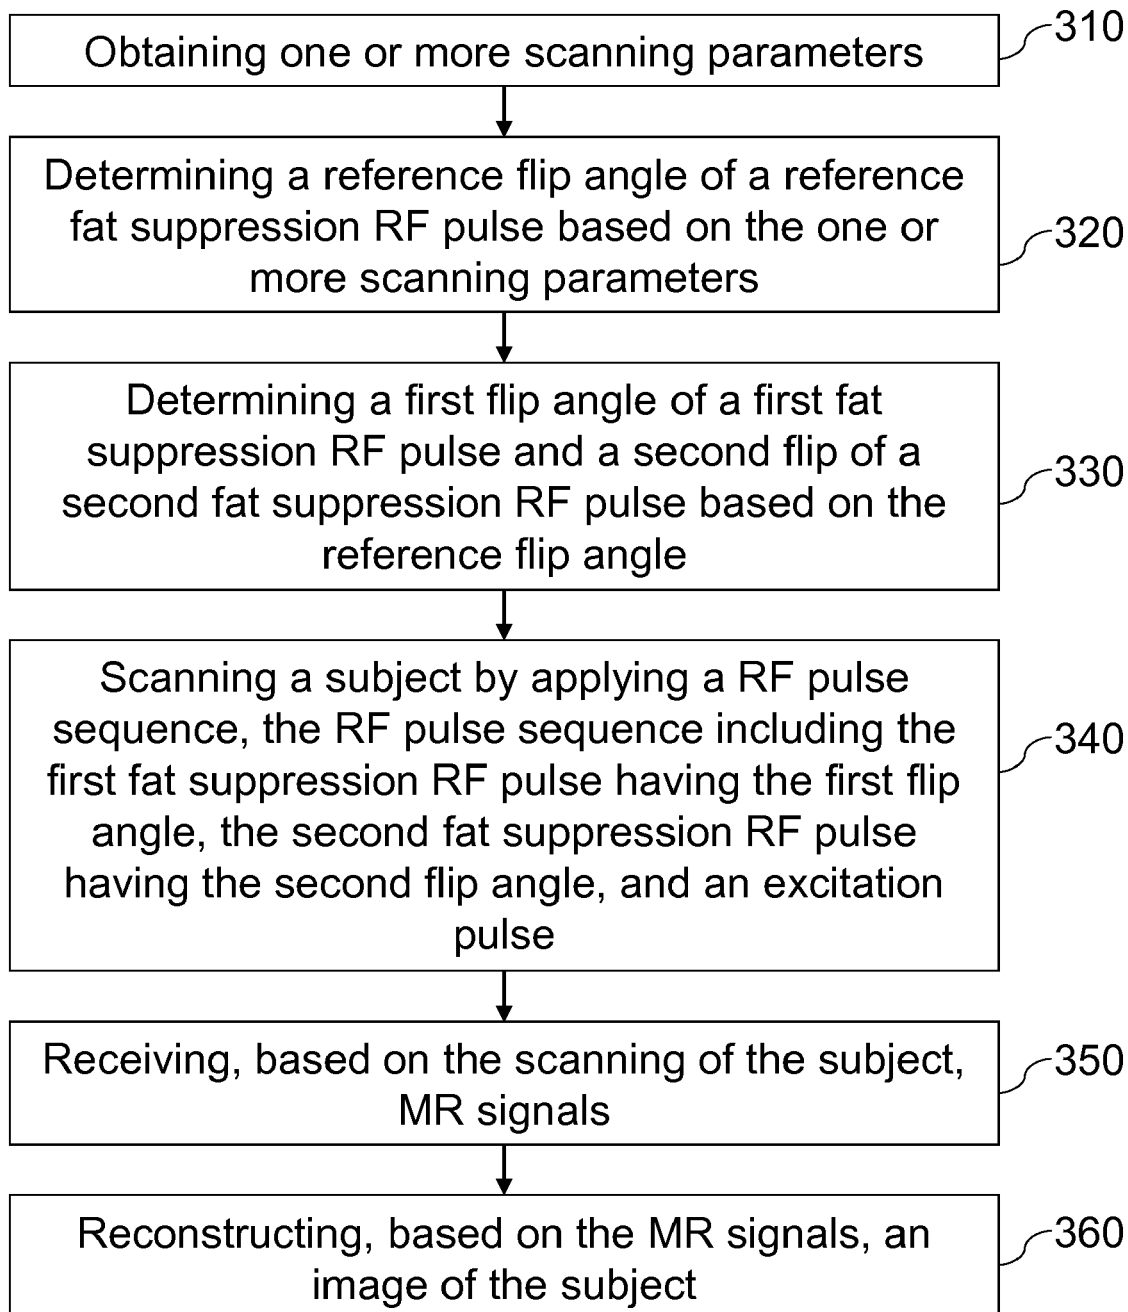 310
Obtaining one or more scanning parameters
Determining a reference flip angle of a reference
fat suppression RF pulse based on the one or
more scanning parameters
320
Determining a first flip angle of a first fat
suppression RF pulse and a second flip of a
second fat suppression RF pulse based on the
reference flip angle
330
Scanning a subject by applying a RF pulse
sequence, the RF pulse sequence including the
first fat suppression RF pulse having the first flip
angle, the second fat suppression RF pulse
having the second flip angle, and an excitation
pulse
340
Receiving, based on the scanning of the subject,
MR signals
350
Reconstructing, based on the MR signals, an
image of the subject
360